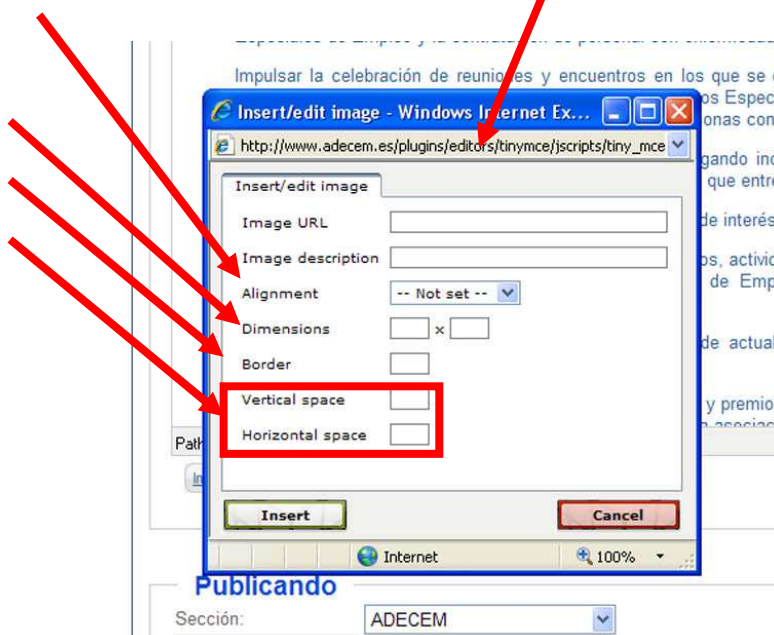 Impulsar la celebración de reuniones y encuentros en los que se
os Espec
Insert/edit image - Windows Internet Ex...
onas con
http://www.adecem.es/plugins/editors/tinymce/jscripts/tiny_mce
gando inc
Insert/edit image
que entre
Image URL
de interés
Image description
os, activid
Alignment
-- Not set --
de Emp
Dimensions
x
de actual
Border
Vertical space
y premio
Horizontal space
Path
Insert
Cancel
Internet
100%
Publicando
Sección:
ADECEM